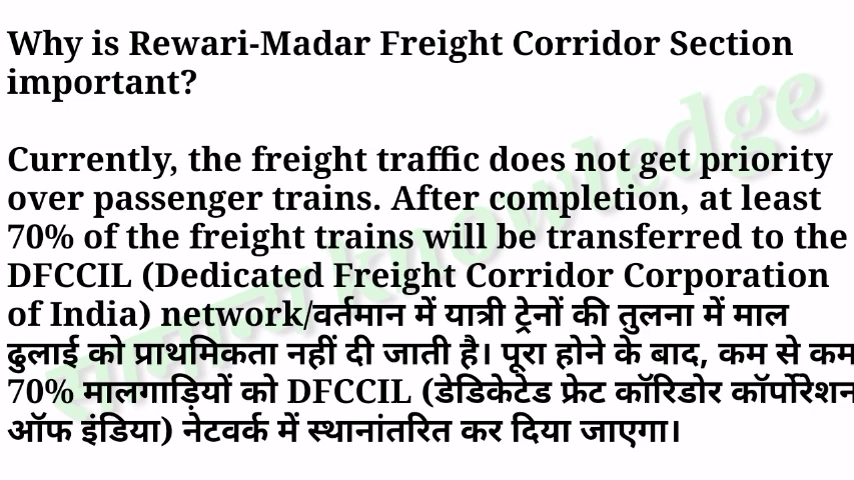 Why is Rewari-Madar Freight Corridor Section
important?
Currently, the freight traffic does not get priority
over passenger trains. After completion, at least
70% of the freight trains will be transferred to the
DFCCIL (Dedicated Freight Corridor Corporation
of India) network/वर्तमान में यात्री ट्रेनों की तुलना में माल
ढुलाई को प्राथमिकता नहीं दी जाती है। पूरा होने के बाद, कम से कम
70% मालगाड़ियों को DFCCIL (डेडिकेटेड फ्रेट कॉरिडोर कॉर्पोरेशन
ऑफ इंडिया) नेटवर्क में स्थानांतरित कर दिया जाएगा।
knowledge